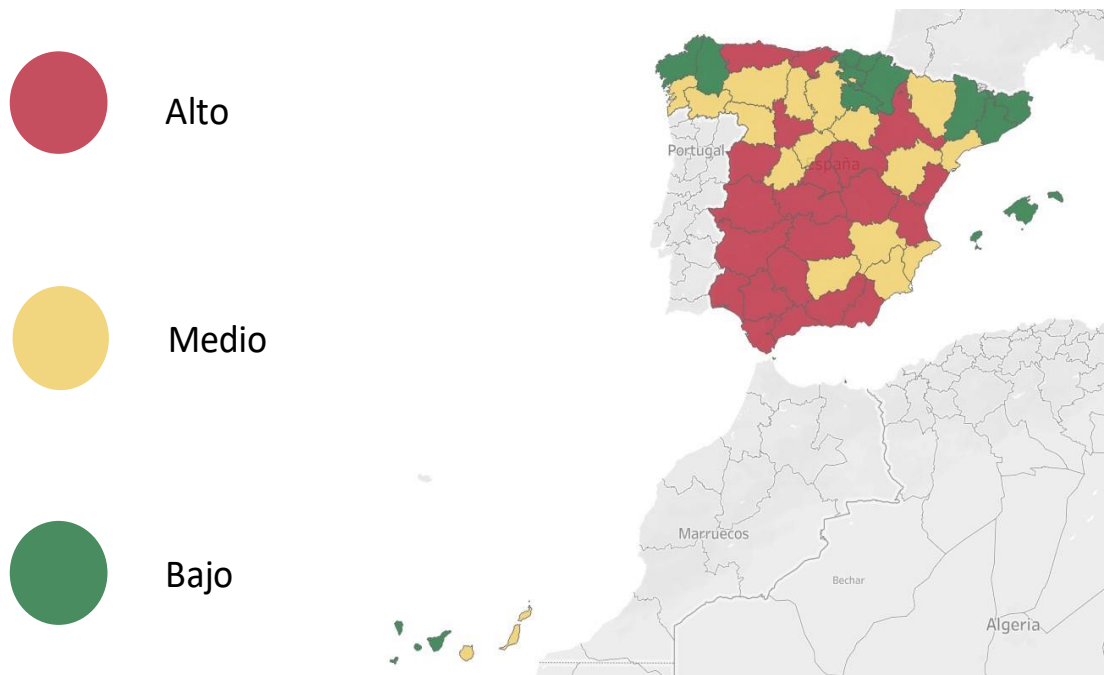 Alto
Medio
Bajo
Portugal
España
Marruecos
Bechar
Algeria